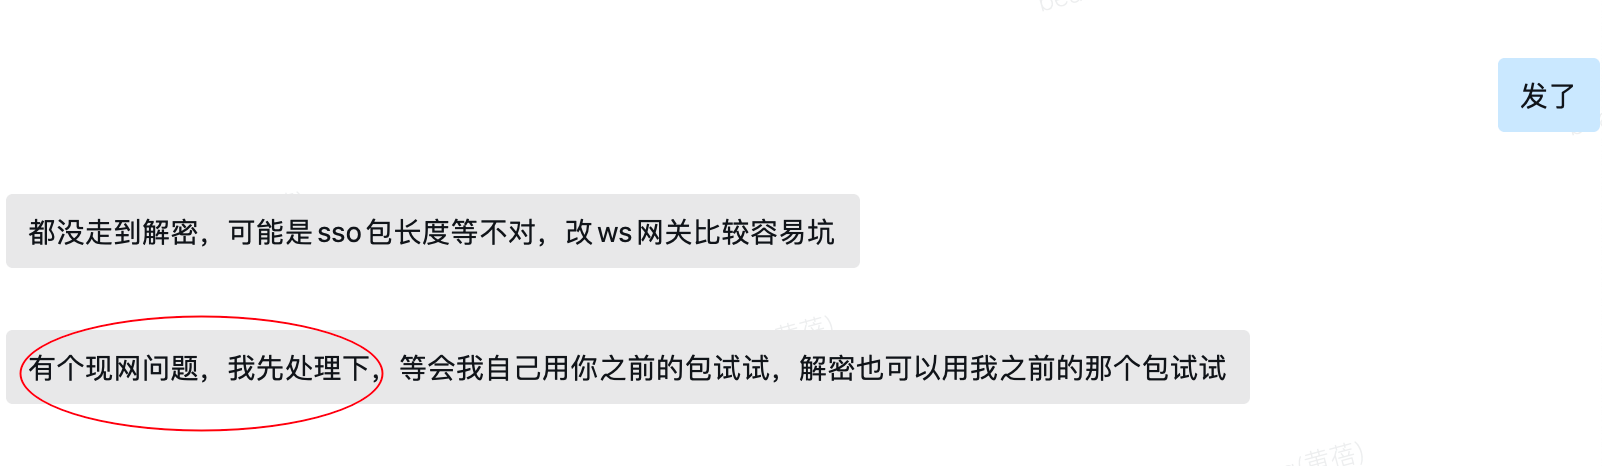 发了
都没走到解密，可能是sso包长度等不对，改ws网关比较容易坑
有个现网问题，我先处理下，等会我自己用你之前的包试试，解密也可以用我之前的那个包试试